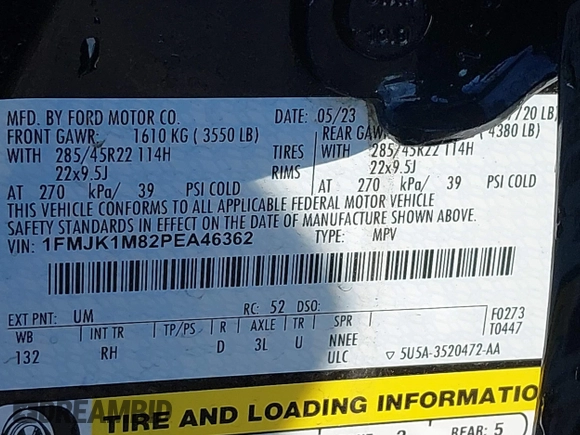 MFD. BY FORD MOTOR CO. DATE: 05/23 20 LB)
FRONT GAWR: 1610 KG ( 3550 LB) REAR GAW ( 4380 LB)
WITH 285/45R22 114H TIRES WITH 285/45R22 114H
22x9.5J RIMS 22x9.5J
AT 270 kPa/ 39 PSI COLD AT 270 kPa/ 39 PSI COLD
THIS VEHICLE CONFORMS TO ALL APPLICABLE FEDERAL MOTOR VEHICLE
SAFETY STANDARDS IN EFFECT ON THE DATE OF MANUFACTURE SHOWN ABOVE.
VIN: 1FMJK1M82PEA46362 TYPE: MPV
EXT PNT: UM RC: 52 DSO: F0273
WB INT TR TP/PS R AXLE TR SPR T0447
132 RH D 3L U NNEE
ULC ▽ 5U5A-3520472-AA
TIRE AND LOADING INFORMATIO
REAR: 5
DREAMBID